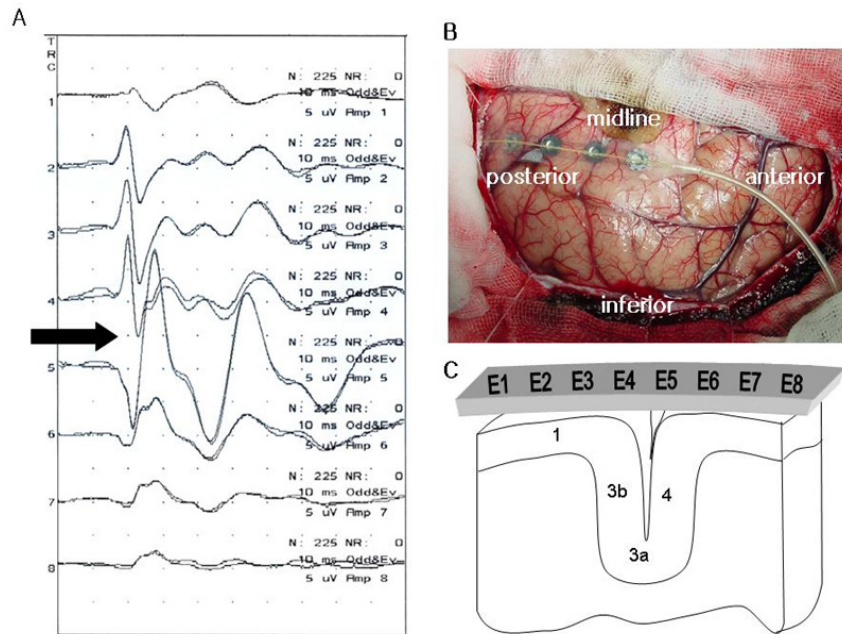 A
T
R
C
N: 225 NR: 0
10 ms Odd&Ev
5 uV Amp 1
1
N: 225 NR: 0
10 ms Odd&Ev
5 uV Amp 2
2
N: 225 NR: 0
10 ms Odd&Ev
5 uV Amp 3
3
N: 225 NR: 0
10 ms Odd&Ev
5 uV Amp 4
4
N: 225 NR: 0
10 ms Odd&Ev
5 uV Amp 5
5
N: 225 NR: 0
10 ms Odd&Ev
5 uV Amp 6
6
N: 225 NR: 0
10 ms Odd&Ev
5 uV Amp 7
7
N: 225 NR: 0
10 ms Odd&Ev
5 uV Amp 8
8
B
midline
posterior anterior
inferior
C
E1 E2 E3 E4 E5 E6 E7 E8
1
3b 4
3a